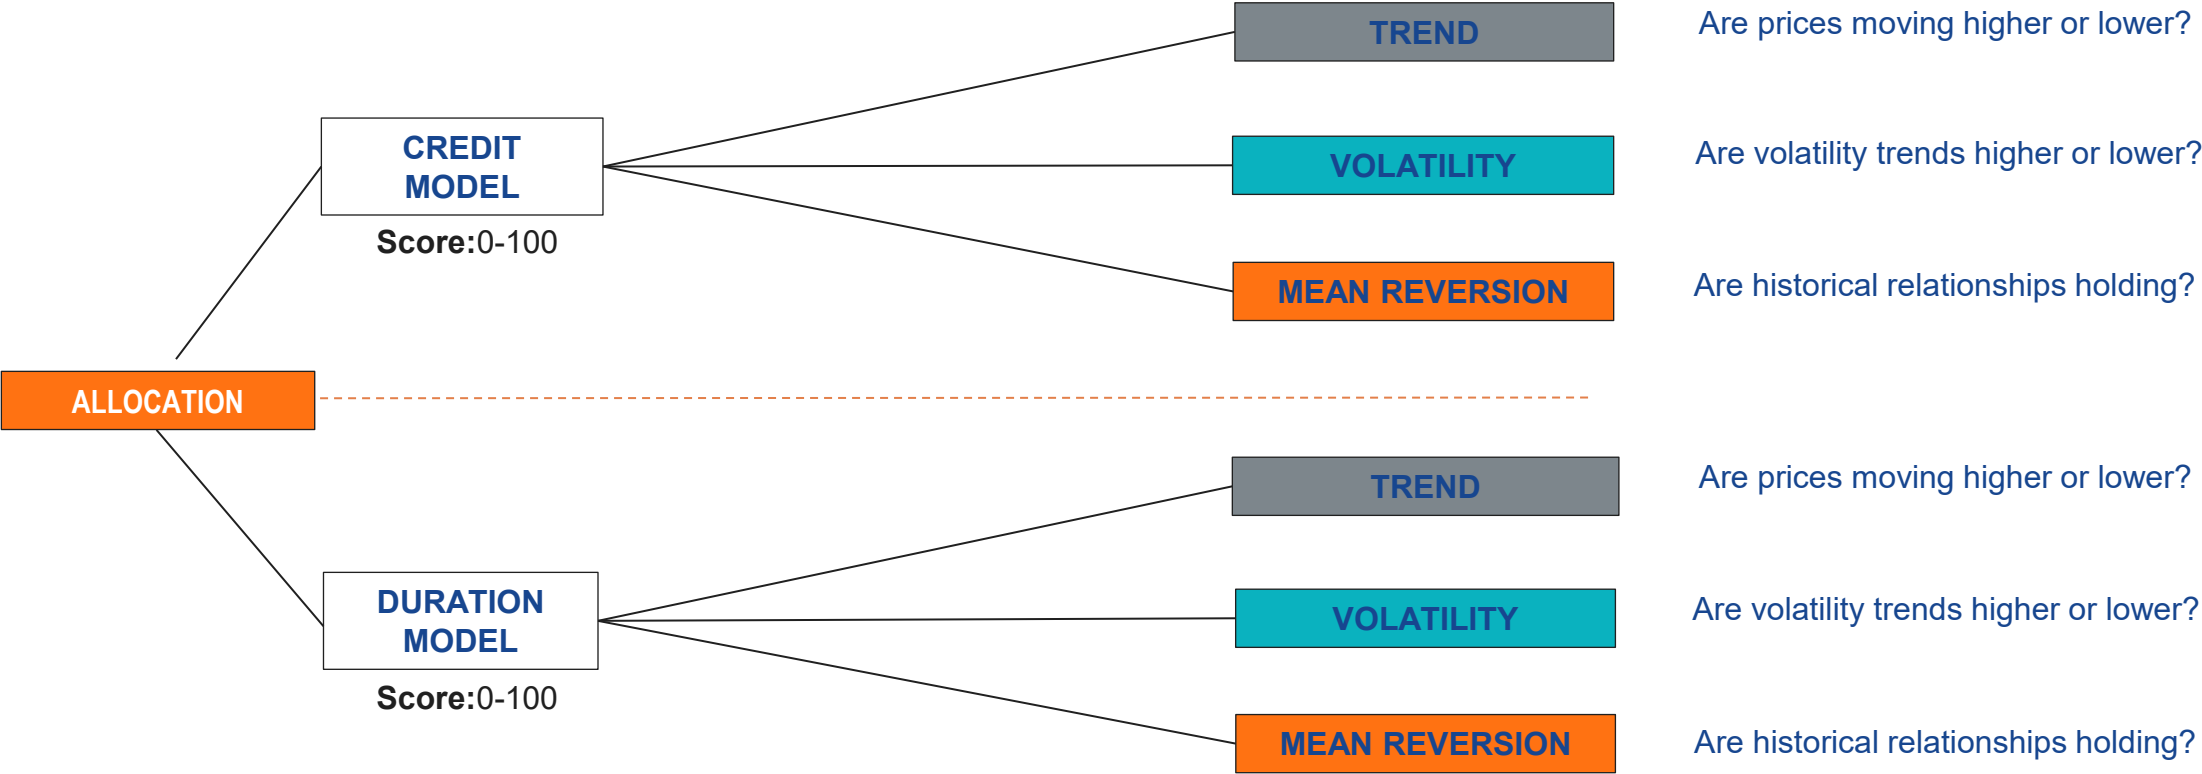 TREND
Are prices moving higher or lower?
CREDIT
MODEL
VOLATILITY
Are volatility trends higher or lower?
Score:0-100
MEAN REVERSION
Are historical relationships holding?
ALLOCATION
TREND
Are prices moving higher or lower?
DURATION
MODEL
VOLATILITY
Are volatility trends higher or lower?
Score:0-100
MEAN REVERSION
Are historical relationships holding?